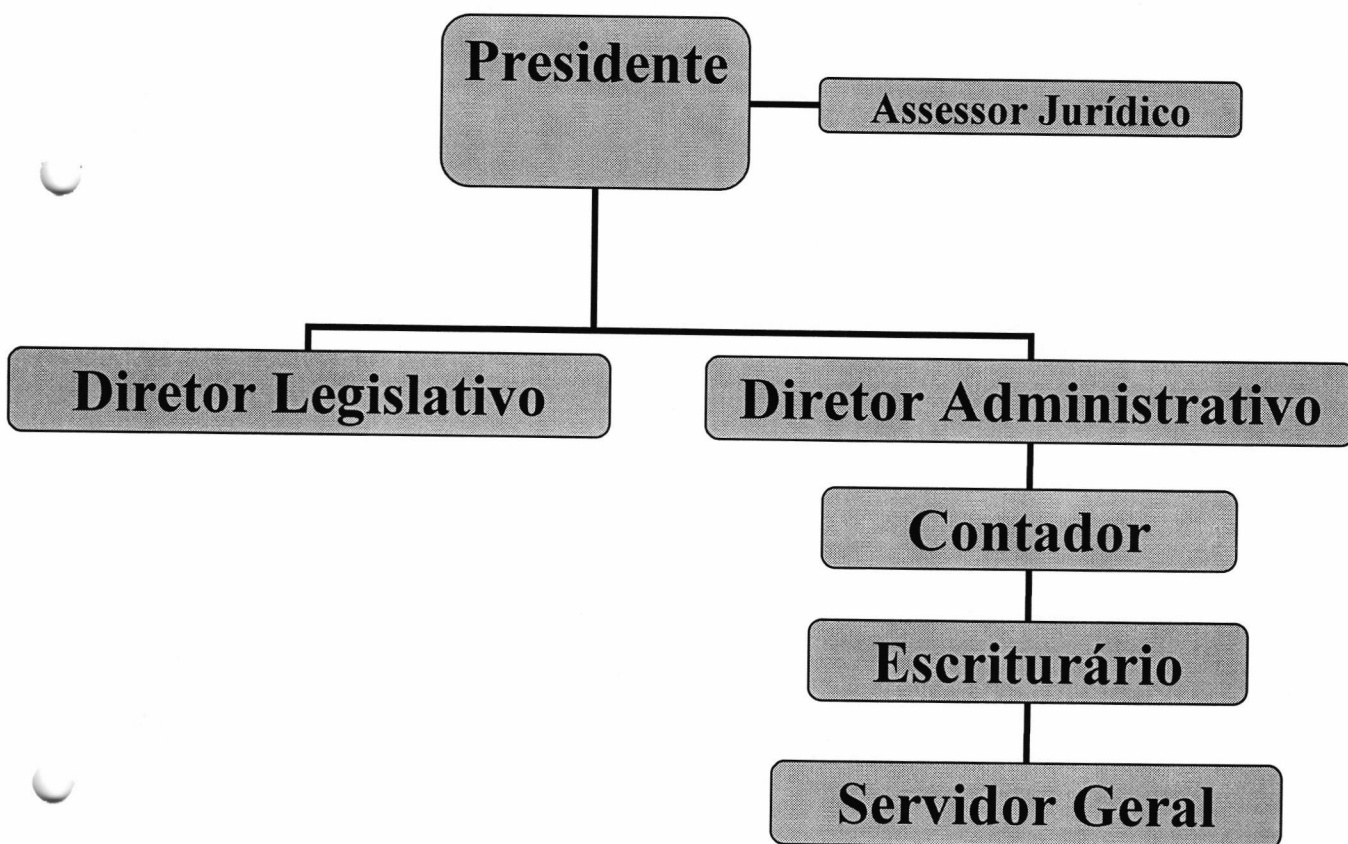 Presidente
Assessor Jurídico
Diretor Legislativo
Diretor Administrativo
Contador
Escriturário
Servidor Geral